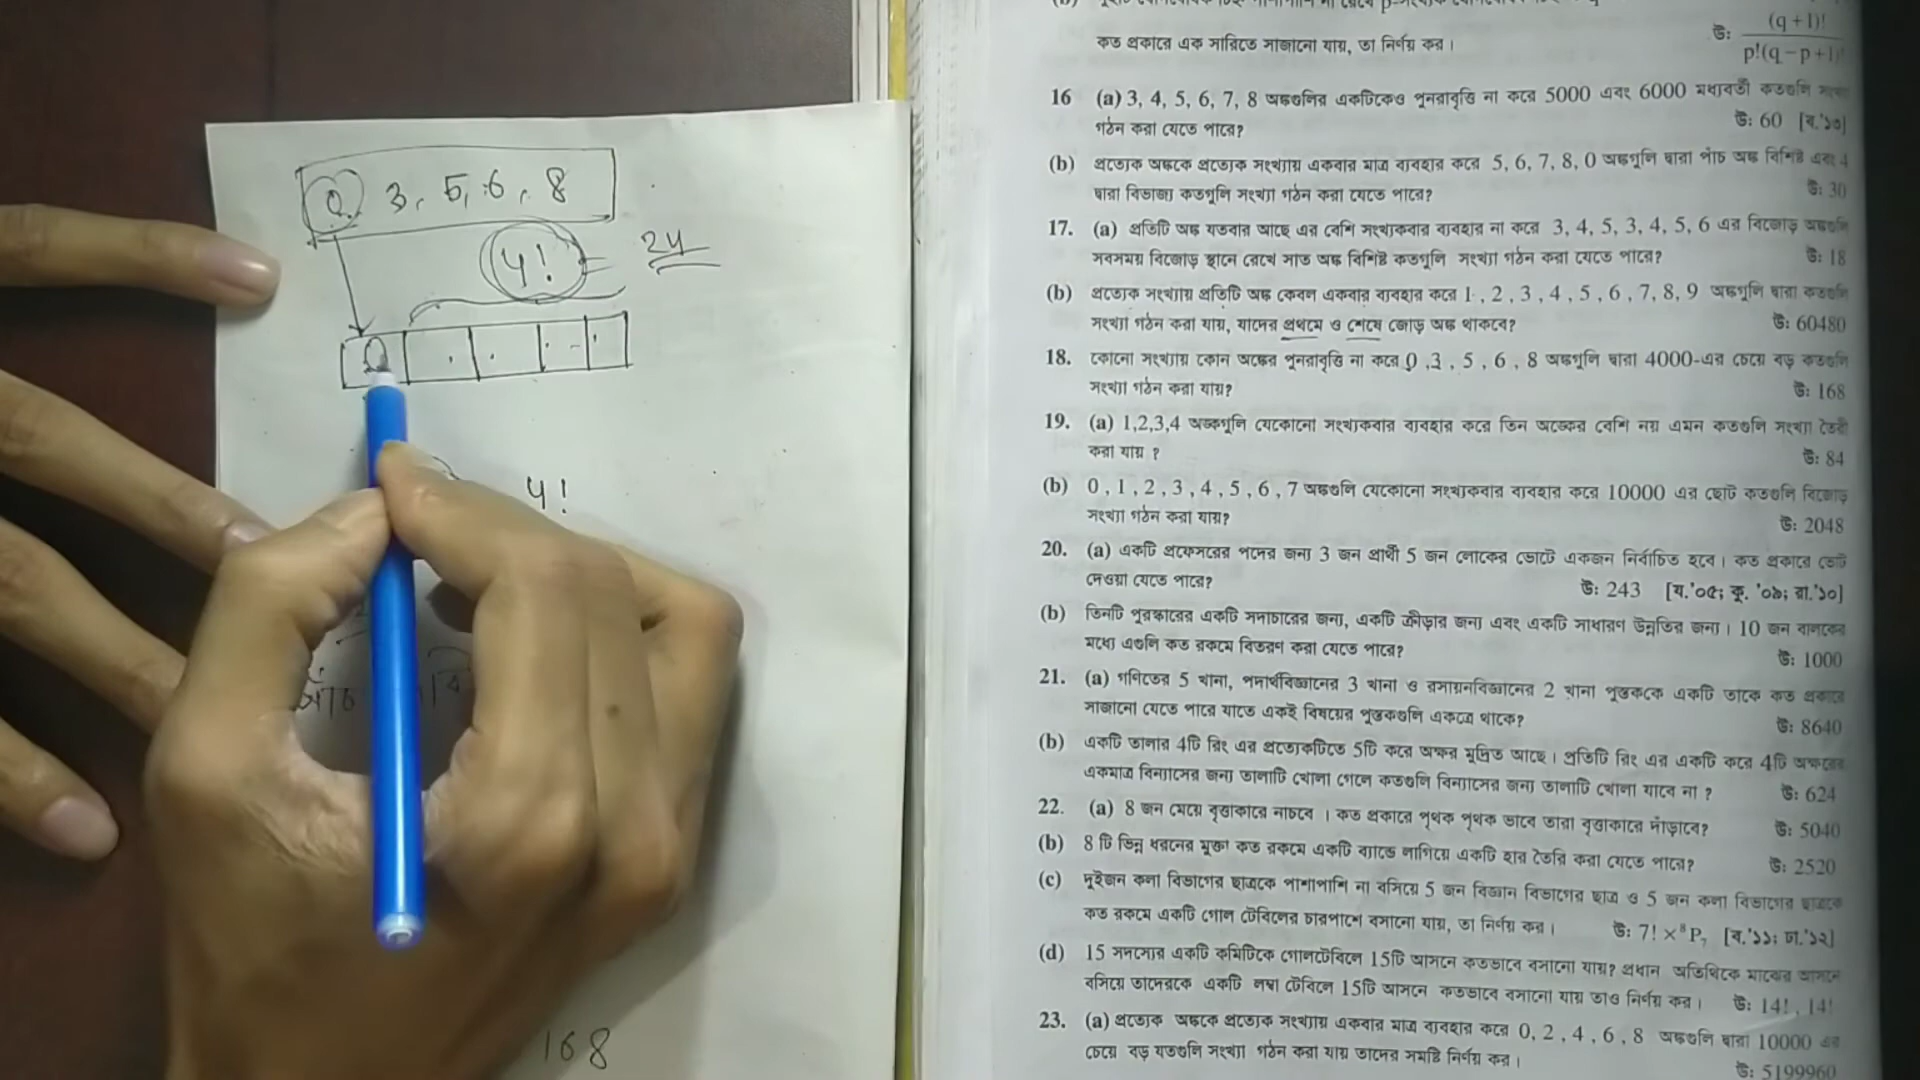 0. 3, 5, 6, 8
4! = 24
0
4!
168
কত প্রকারে এক সারিতে সাজানো যায়, তা নির্ণয় কর।
উ: (q+1)! / p!(q-p+1)!
16 (a) 3, 4, 5, 6, 7, 8 অঙ্কগুলির একটিকেও পুনরাবৃত্তি না করে 5000 এবং 6000 মধ্যবর্তী কতগুলি
গঠন করা যেতে পারে? উ: 60 [ব.'১৩]
(b) প্রত্যেক অঙ্ককে প্রত্যেক সংখ্যায় একবার মাত্র ব্যবহার করে 5, 6, 7, 8, 0 অঙ্কগুলি দ্বারা পাঁচ অঙ্ক বিশিষ্ট এবং 4
দ্বারা বিভাজ্য কতগুলি সংখ্যা গঠন করা যেতে পারে? উ: 30
17. (a) প্রতিটি অঙ্ক যতবার আছে এর বেশি সংখ্যকবার ব্যবহার না করে 3, 4, 5, 3, 4, 5, 6 এর বিজোড় অঙ্কগুলি
সবসময় বিজোড় স্থানে রেখে সাত অঙ্ক বিশিষ্ট কতগুলি সংখ্যা গঠন করা যেতে পারে? উ: 18
(b) প্রত্যেক সংখ্যায় প্রতিটি অঙ্ক কেবল একবার ব্যবহার করে 1, 2, 3, 4, 5, 6, 7, 8, 9 অঙ্কগুলি দ্বারা কতগুলি
সংখ্যা গঠন করা যায়, যাদের প্রথমে ও শেষে জোড় অঙ্ক থাকবে? উ: 60480
18. কোনো সংখ্যায় কোন অঙ্কের পুনরাবৃত্তি না করে 0, 3, 5, 6, 8 অঙ্কগুলি দ্বারা 4000-এর চেয়ে বড় কতগুলি
সংখ্যা গঠন করা যায়? উ: 168
19. (a) 1,2,3,4 অঙ্কগুলি যেকোনো সংখ্যকবার ব্যবহার করে তিন অঙ্কের বেশি নয় এমন কতগুলি সংখ্যা তৈরী
করা যায় ? উ: 84
(b) 0, 1, 2, 3, 4, 5, 6, 7 অঙ্কগুলি যেকোনো সংখ্যকবার ব্যবহার করে 10000 এর ছোট কতগুলি বিজোড়
সংখ্যা গঠন করা যায়? উ: 2048
20. (a) একটি প্রফেসরের পদের জন্য 3 জন প্রার্থী 5 জন লোকের ভোটে একজন নির্বাচিত হবে। কত প্রকারে ভোট
দেওয়া যেতে পারে? উ: 243 [য.'০৫; কু. '০৯; রা.'১০]
(b) তিনটি পুরস্কারের একটি সদাচারের জন্য, একটি ক্রীড়ার জন্য এবং একটি সাধারণ উন্নতির জন্য। 10 জন বালকের
মধ্যে এগুলি কত রকমে বিতরণ করা যেতে পারে? উ: 1000
21. (a) গণিতের 5 খানা, পদার্থবিজ্ঞানের 3 খানা ও রসায়নবিজ্ঞানের 2 খানা পুস্তককে একটি তাকে কত প্রকারে
সাজানো যেতে পারে যাতে একই বিষয়ের পুস্তকগুলি একত্রে থাকে? উ: 8640
(b) একটি তালার 4টি রিং এর প্রত্যেকটিতে 5টি করে অক্ষর মুদ্রিত আছে। প্রতিটি রিং এর একটি করে 4টি অক্ষরের
একমাত্র বিন্যাসের জন্য তালাটি খোলা গেলে কতগুলি বিন্যাসের জন্য তালাটি খোলা যাবে না ? উ: 624
22. (a) 8 জন মেয়ে বৃত্তাকারে নাচবে । কত প্রকারে পৃথক পৃথক ভাবে তারা বৃত্তাকারে দাঁড়াবে? উ: 5040
(b) 8 টি ভিন্ন ধরনের মুক্তা কত রকমে একটি ব্যান্ডে লাগিয়ে একটি হার তৈরি করা যেতে পারে? উ: 2520
(c) দুইজন কলা বিভাগের ছাত্রকে পাশাপাশি না বসিয়ে 5 জন বিজ্ঞান বিভাগের ছাত্র ও 5 জন কলা বিভাগের ছাত্রকে
কত রকমে একটি গোল টেবিলের চারপাশে বসানো যায়, তা নির্ণয় কর। উ: 7! × ⁸P₇ [ব.'১১; ঢা.'১২]
(d) 15 সদস্যের একটি কমিটিকে গোলটেবিলে 15টি আসনে কতভাবে বসানো যায়? প্রধান অতিথিকে মাঝের আসনে
বসিয়ে তাদেরকে একটি লম্বা টেবিলে 15টি আসনে কতভাবে বসানো যায় তাও নির্ণয় কর। উ: 14!, 14!
23. (a) প্রত্যেক অঙ্ককে প্রত্যেক সংখ্যায় একবার মাত্র ব্যবহার করে 0, 2, 4, 6, 8 অঙ্কগুলি দ্বারা 10000 এর
চেয়ে বড় যতগুলি সংখ্যা গঠন করা যায় তাদের সমষ্টি নির্ণয় কর। উ: 5199960